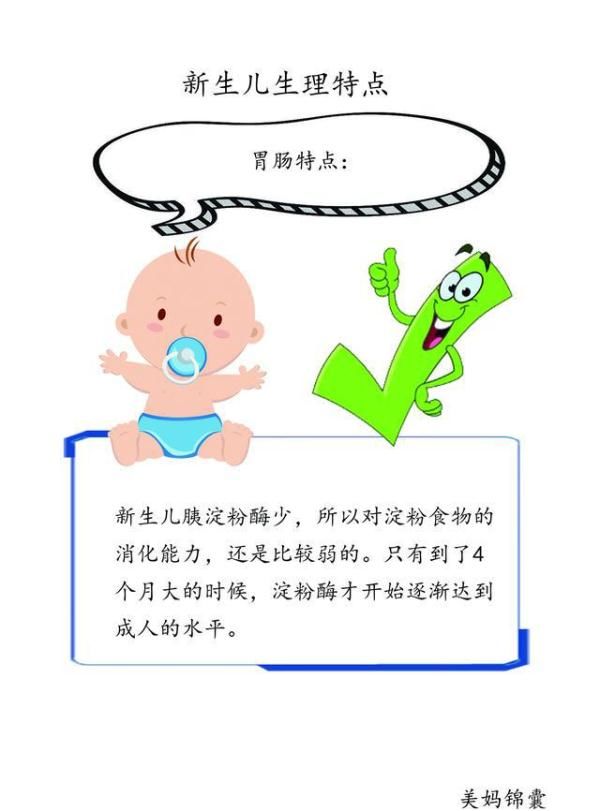 新生儿生理特点
胃肠特点：
新生儿胰淀粉酶少，所以对淀粉食物的
消化能力，还是比较弱的。只有到了4
个月大的时候，淀粉酶才开始逐渐达到
成人的水平。
美妈锦囊